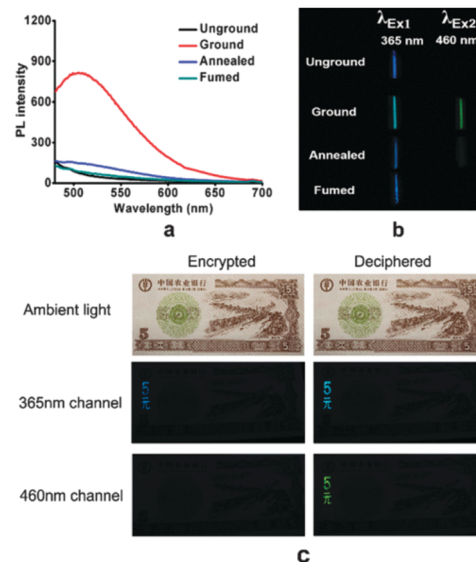 1200
900
600
300
0
PL intensity
Unground
Ground
Annealed
Fumed
500 550 600 650 700
Wavelength (nm)
a
λEx1 λEx2
365 nm 460 nm
Unground
Ground
Annealed
Fumed
b
Encrypted Deciphered
Ambient light
中国农业银行 中国农业银行
5 5
365nm channel
5 5
元 元
460nm channel
5
元
c